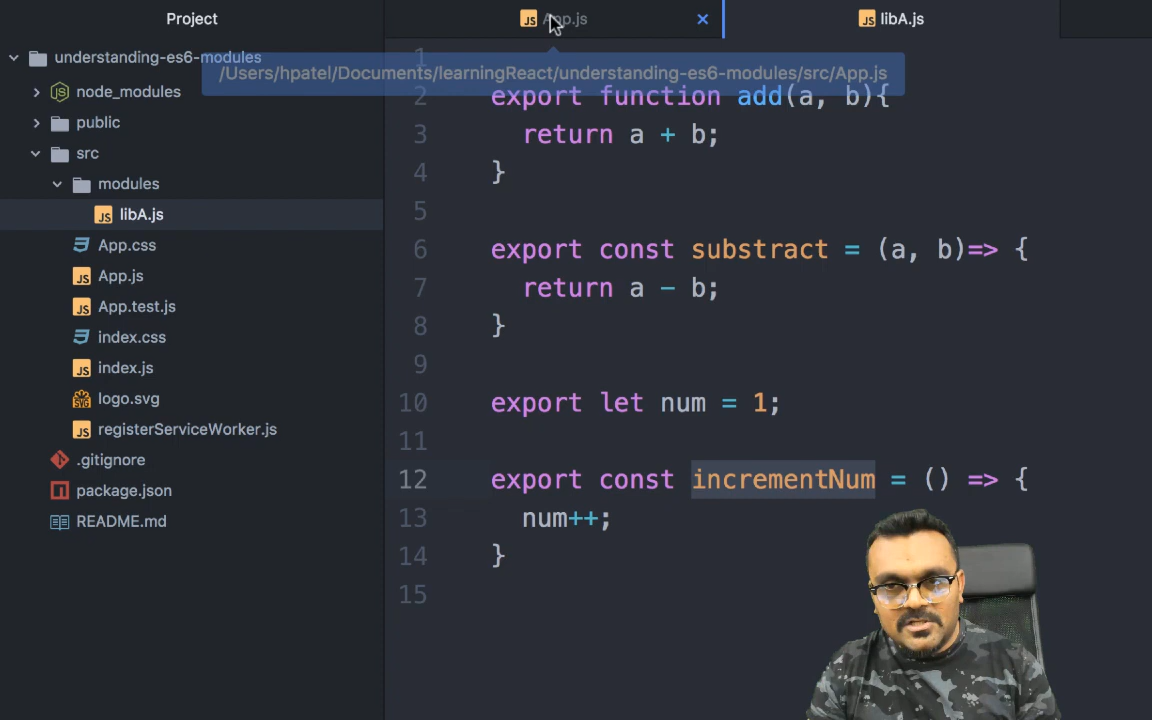 Project
App.js
libA.js
understanding-es6-modules
node_modules
public
src
modules
libA.js
App.css
App.js
App.test.js
index.css
index.js
logo.svg
registerServiceWorker.js
.gitignore
package.json
README.md
/Users/hpatel/Documents/learningReact/understanding-es6-modules/src/App.js
1
2 export function add(a, b){
3 return a + b;
4 }
5
6 export const substract = (a, b)=> {
7 return a - b;
8 }
9
10 export let num = 1;
11
12 export const incrementNum = () => {
13 num++;
14 }
15